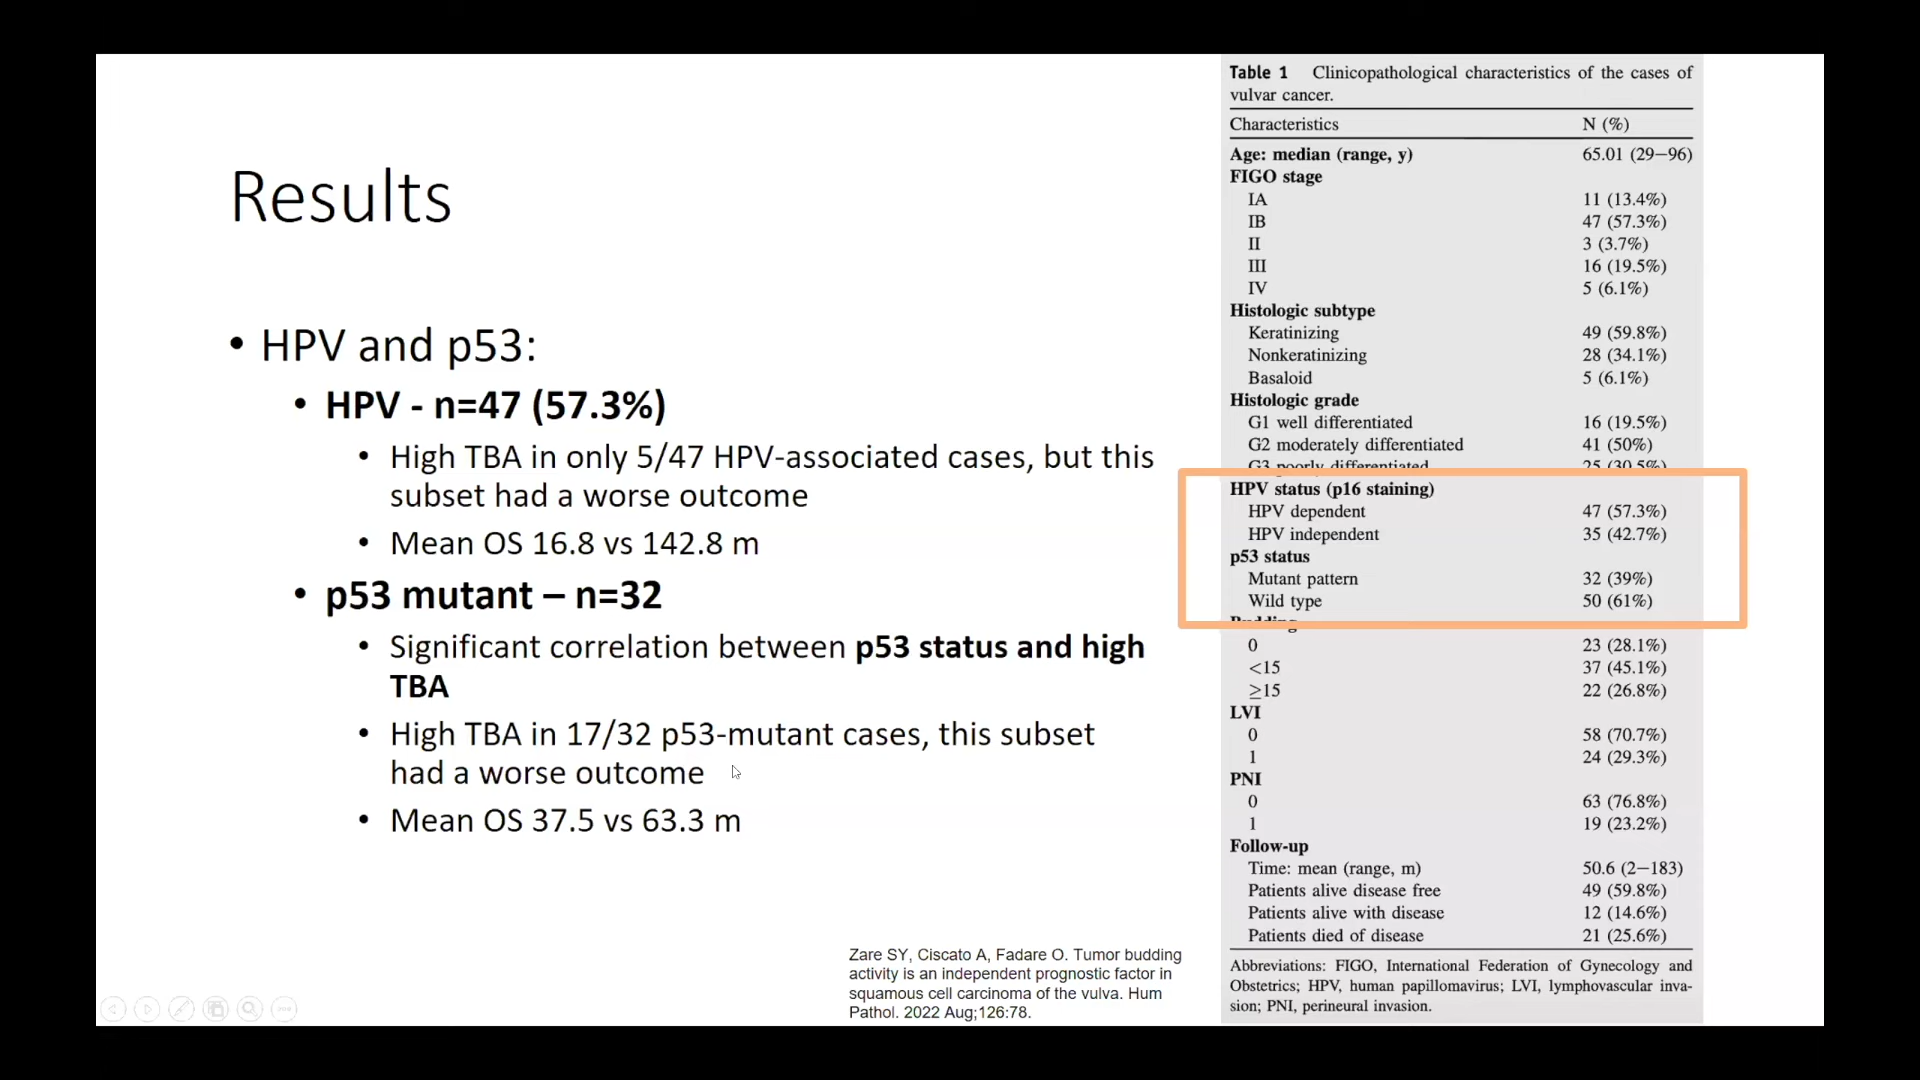 Results
• HPV and p53:
• HPV - n=47 (57.3%)
• High TBA in only 5/47 HPV-associated cases, but this
subset had a worse outcome
• Mean OS 16.8 vs 142.8 m
• p53 mutant – n=32
• Significant correlation between p53 status and high
TBA
• High TBA in 17/32 p53-mutant cases, this subset
had a worse outcome
• Mean OS 37.5 vs 63.3 m
Zare SY, Ciscato A, Fadare O. Tumor budding
activity is an independent prognostic factor in
squamous cell carcinoma of the vulva. Hum
Pathol. 2022 Aug;126:78.
Table 1 Clinicopathological characteristics of the cases of
vulvar cancer.
Characteristics N (%)
Age: median (range, y) 65.01 (29–96)
FIGO stage
IA 11 (13.4%)
IB 47 (57.3%)
II 3 (3.7%)
III 16 (19.5%)
IV 5 (6.1%)
Histologic subtype
Keratinizing 49 (59.8%)
Nonkeratinizing 28 (34.1%)
Basaloid 5 (6.1%)
Histologic grade
G1 well differentiated 16 (19.5%)
G2 moderately differentiated 41 (50%)
G3 poorly differentiated 25 (30.5%)
HPV status (p16 staining)
HPV dependent 47 (57.3%)
HPV independent 35 (42.7%)
p53 status
Mutant pattern 32 (39%)
Wild type 50 (61%)
Budding
0 23 (28.1%)
<15 37 (45.1%)
≥15 22 (26.8%)
LVI
0 58 (70.7%)
1 24 (29.3%)
PNI
0 63 (76.8%)
1 19 (23.2%)
Follow-up
Time: mean (range, m) 50.6 (2–183)
Patients alive disease free 49 (59.8%)
Patients alive with disease 12 (14.6%)
Patients died of disease 21 (25.6%)
Abbreviations: FIGO, International Federation of Gynecology and
Obstetrics; HPV, human papillomavirus; LVI, lymphovascular inva-
sion; PNI, perineural invasion.